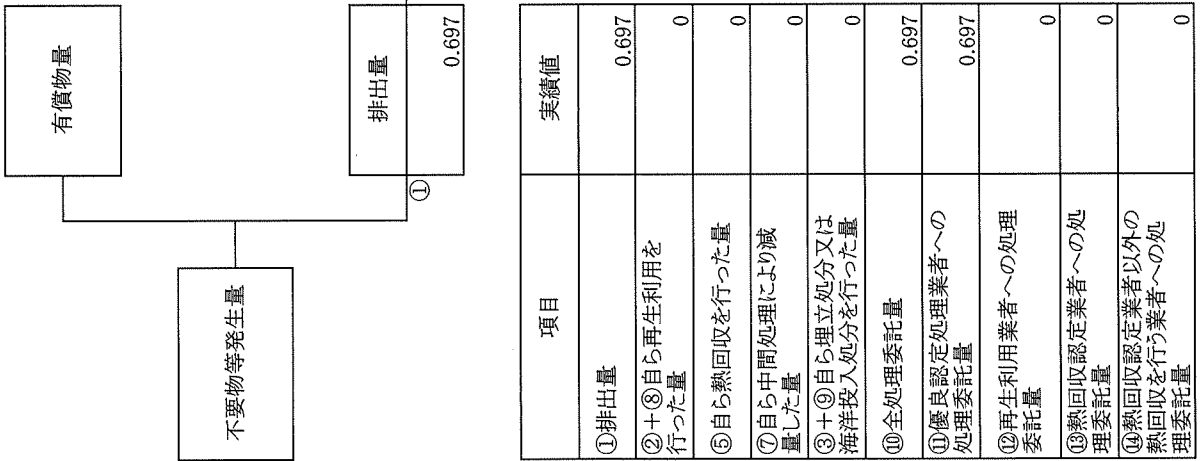 有償物量
不要物等発生量
排出量
0.697
①
項目
実績値
①排出量
0.697
②+⑧自ら再生利用を
行った量
0
⑤自ら熱回収を行った量
0
⑦自ら中間処理により減
量した量
0
③+⑨自ら埋立処分又は
海洋投入処分を行った量
0
⑩全処理委託量
0.697
⑪優良認定処理業者への
処理委託量
0.697
⑫再生利用業者への処理
委託量
0
⑬熱回収認定業者への処
理委託量
0
⑭熱回収認定業者以外の
熱回収を行う業者への処
理委託量
0